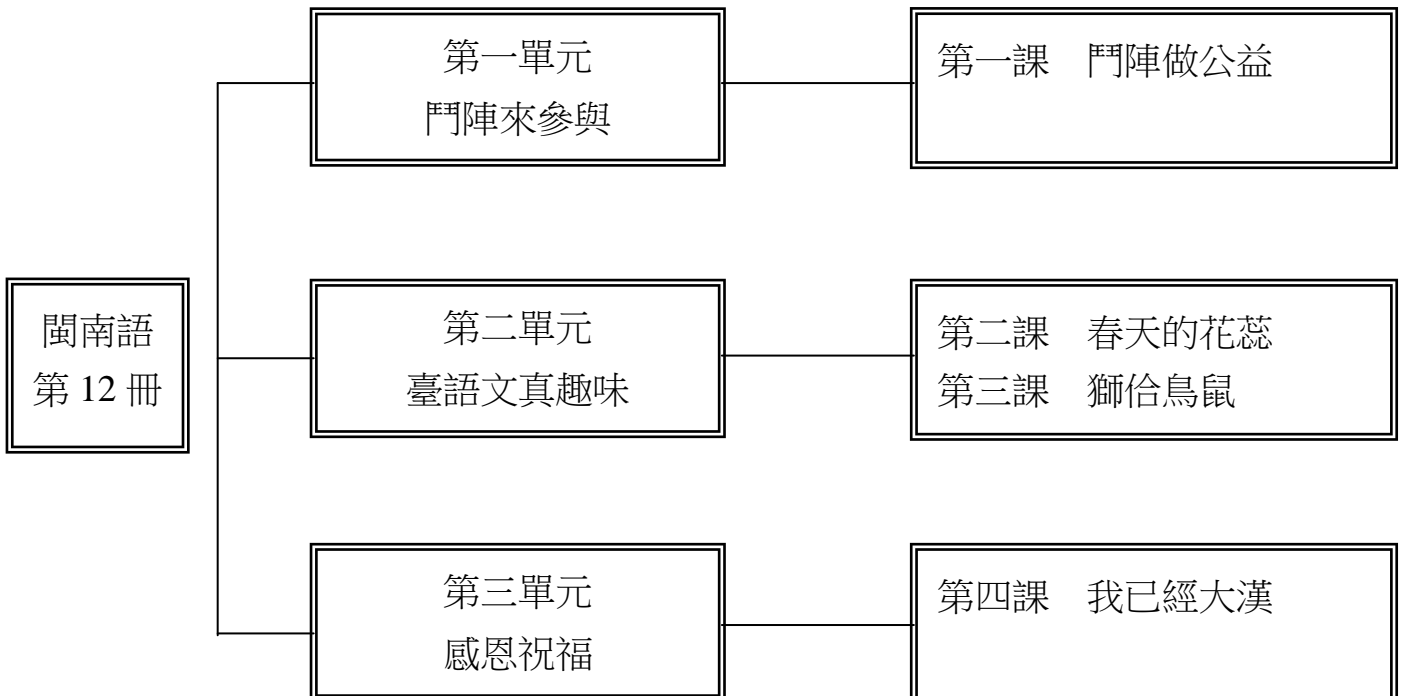 閩南語
第 12 冊
第一單元
鬥陣來參與
第一課　鬥陣做公益
第二單元
臺語文真趣味
第二課　春天的花蕊
第三課　獅佮鳥鼠
第三單元
感恩祝福
第四課　我已經大漢